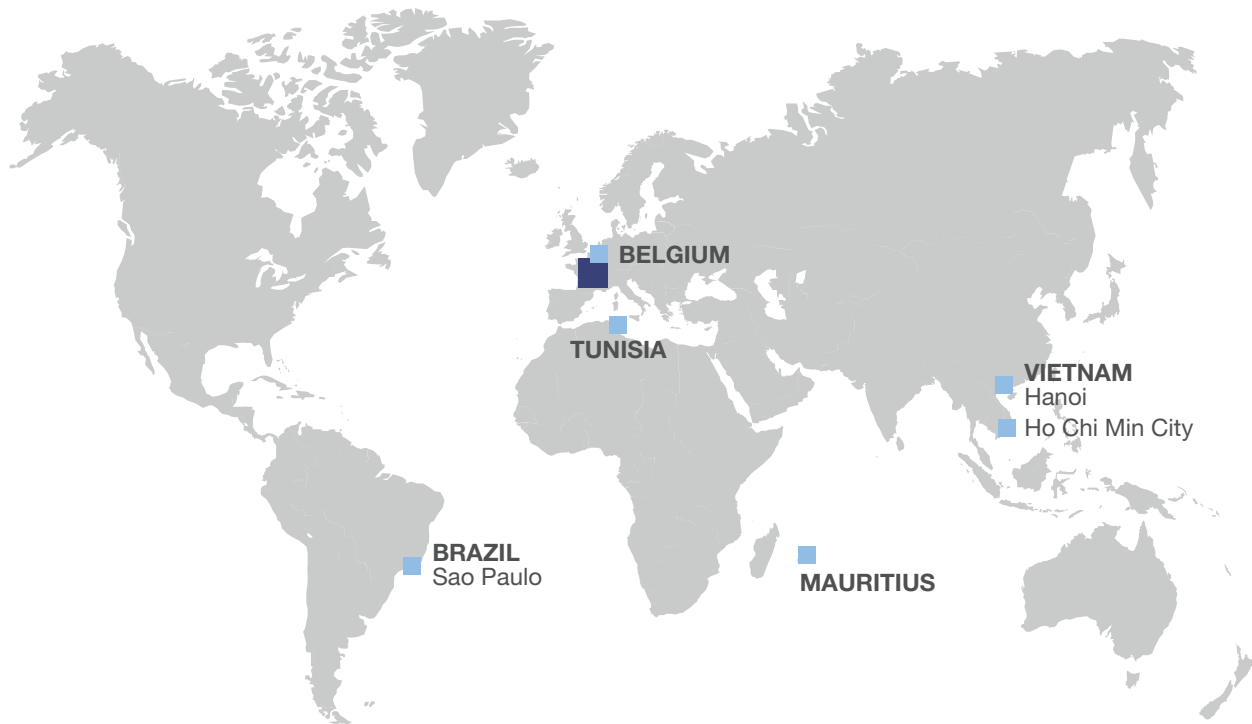 BELGIUM
TUNISIA
VIETNAM
Hanoi
Ho Chi Min City
BRAZIL
Sao Paulo
MAURITIUS